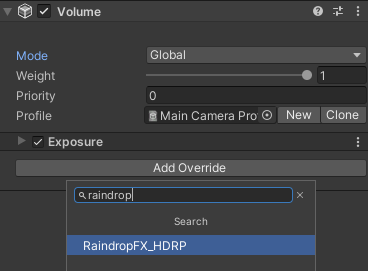 Volume
Mode Global
Weight 1
Priority 0
Profile Main Camera Pro New Clone
Exposure
Add Override
raindrop
Search
RaindropFX_HDRP